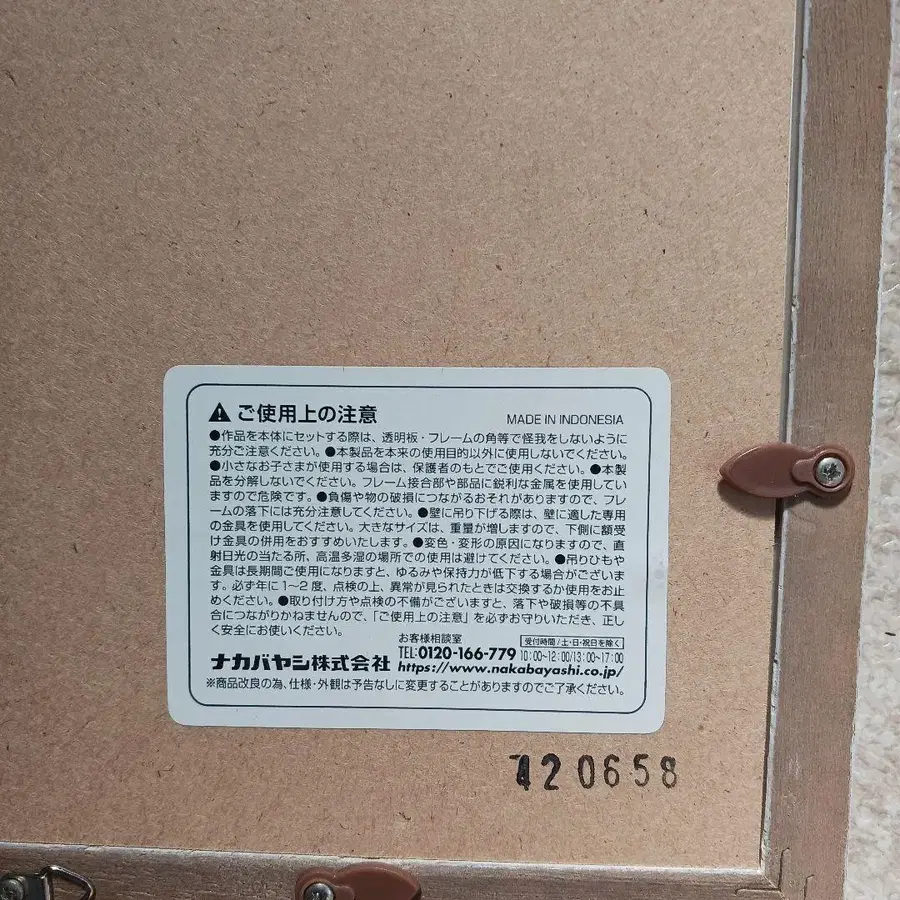 ⚠ ご使用上の注意 MADE IN INDONESIA
●作品を本体にセットする際は、透明板・フレームの角等で怪我をしないように
充分ご注意ください。●本製品を本来の使用目的以外に使用しないでください。
●小さなお子さまが使用する場合は、保護者のもとでご使用ください。●本製
品を分解しないでください。フレーム接合部や部品に鋭利な金属を使用してい
ますので危険です。●負傷や物の破損につながるおそれがありますので、フレ
ームの落下には充分注意してください。●壁に吊り下げる際は、壁に適した専用
の金具を使用してください。大きなサイズは、重量が増しますので、下側に額受
け金具の併用をおすすめいたします。●変色・変形の原因になりますので、直
射日光の当たる所、高温多湿の場所での使用は避けてください。●吊りひもや
金具は長期間ご使用になりますと、ゆるみや保持力が低下する場合がございま
す。必ず年に1〜2度、点検の上、異常が見られたときは交換するか使用をお止
めください。●取り付け方や点検の不備がございますと、落下や破損等の不具
合につながりかねませんので、「ご使用上の注意」を必ずお守りいただき、正し
く安全にお使いください。
お客様相談室 受付時間/土・日・祝日を除く
ナカバヤシ株式会社 TEL:0120-166-779 10:00~12:00/13:00~17:00
https://www.nakabayashi.co.jp/
※商品改良の為、仕様・外観は予告なしに変更することがありますのでご了承ください。
20658